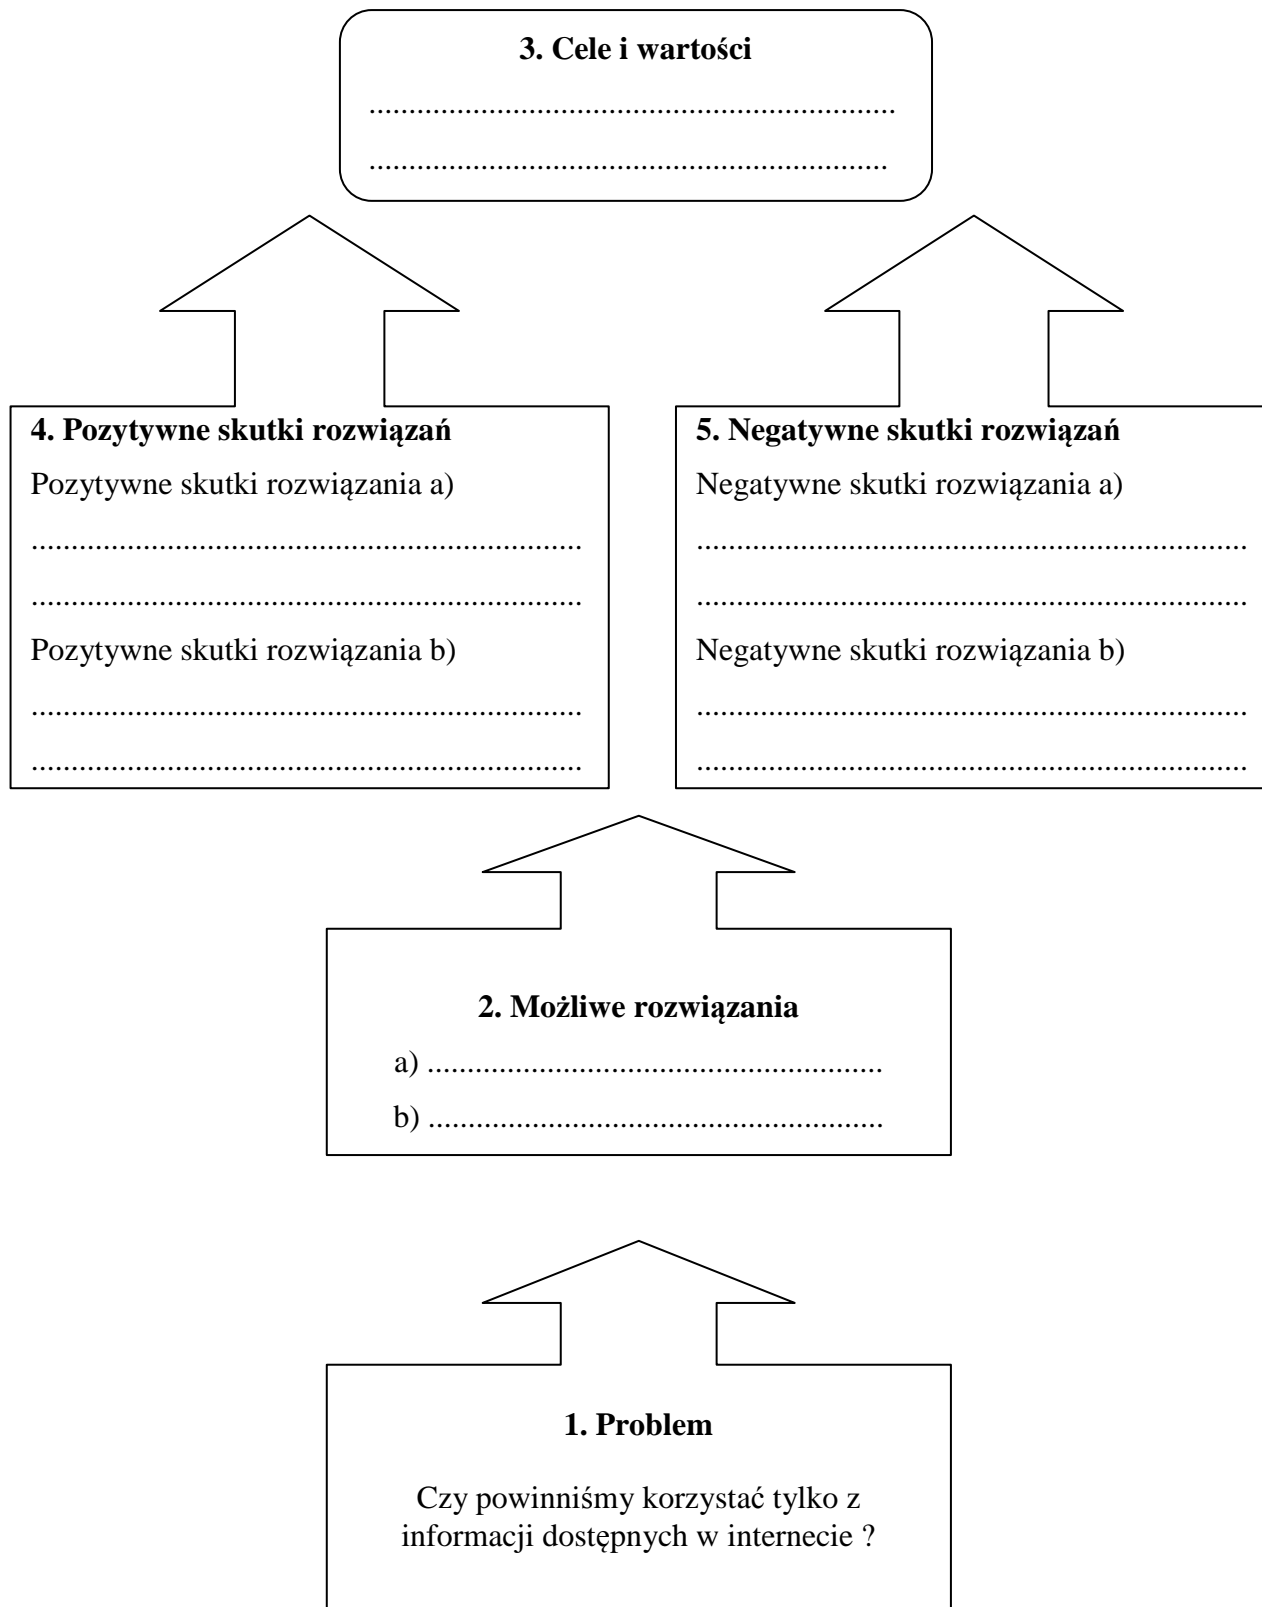 3. Cele i wartości
..................................................................
.................................................................
4. Pozytywne skutki rozwiązań
Pozytywne skutki rozwiązania a)
.....................................................................
.....................................................................
Pozytywne skutki rozwiązania b)
.....................................................................
.....................................................................
5. Negatywne skutki rozwiązań
Negatywne skutki rozwiązania a)
.....................................................................
.....................................................................
Negatywne skutki rozwiązania b)
.....................................................................
.....................................................................
2. Możliwe rozwiązania
a) .........................................................
b) .........................................................
1. Problem
Czy powinniśmy korzystać tylko z
informacji dostępnych w internecie ?